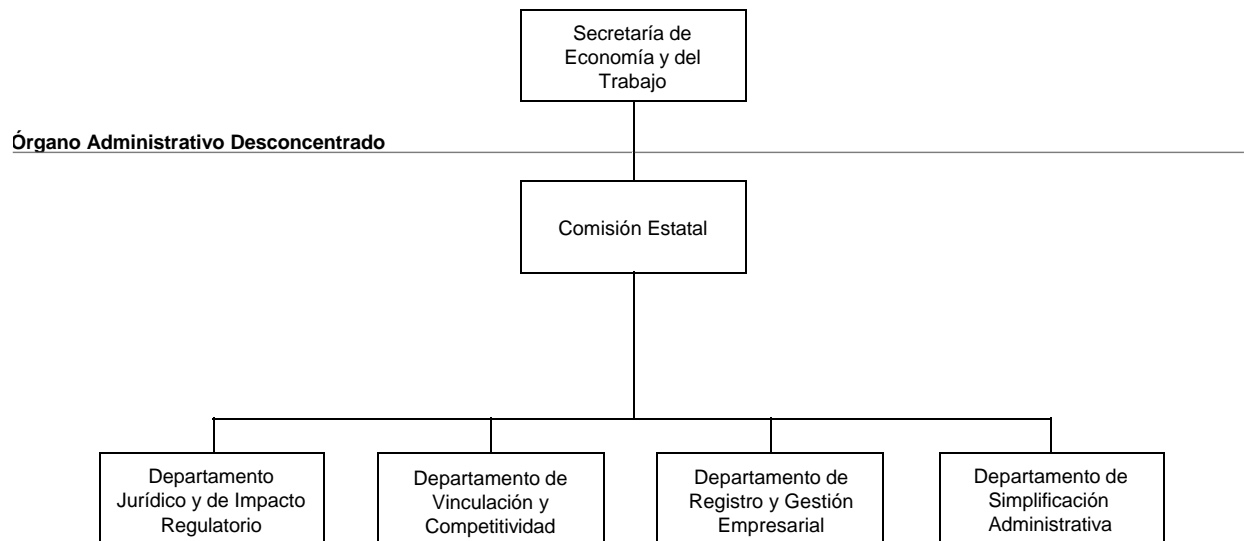 Secretaría de
Economía y del
Trabajo
Órgano Administrativo Desconcentrado
Comisión Estatal
Departamento
Jurídico y de Impacto
Regulatorio
Departamento de
Vinculación y
Competitividad
Departamento de
Registro y Gestión
Empresarial
Departamento de
Simplificación
Administrativa